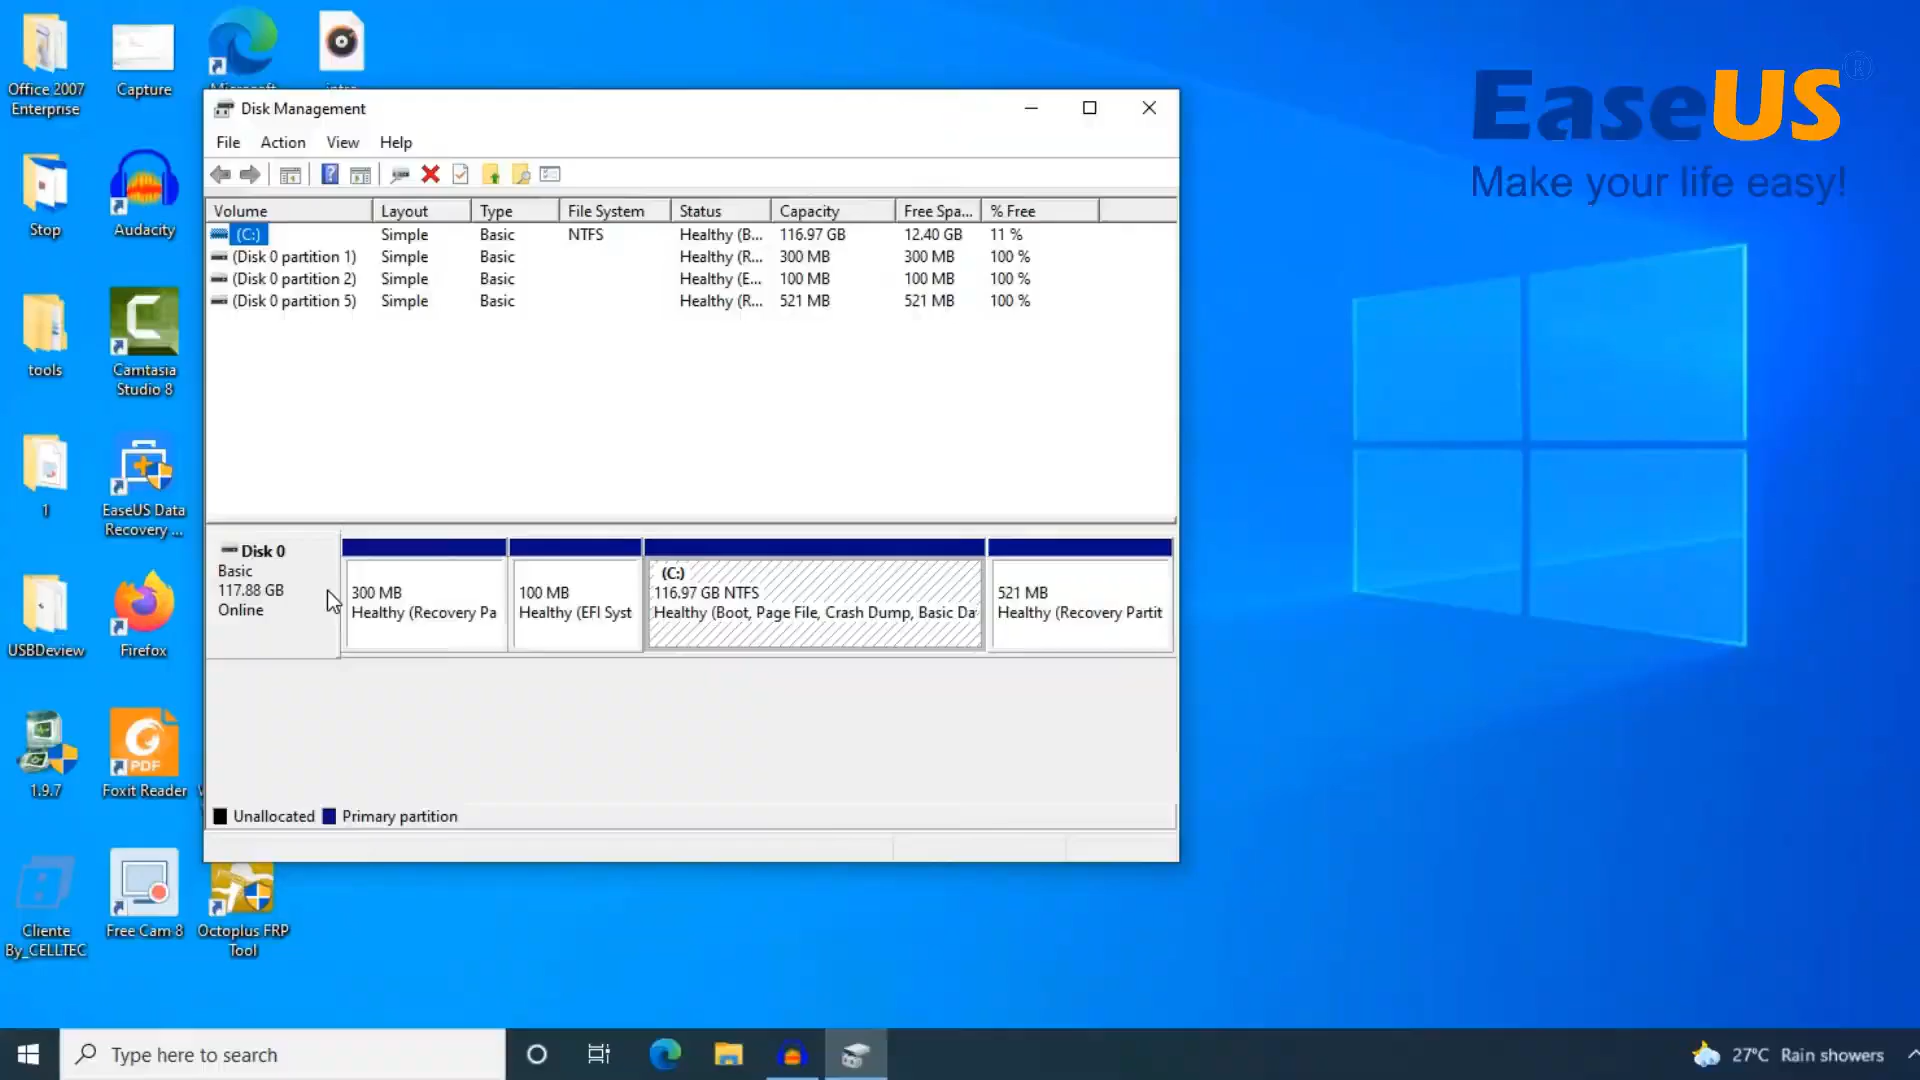 Office 2007
Enterprise
Capture
EaseUS®
Make your life easy!
Disk Management
File Action View Help
Volume Layout Type File System Status Capacity Free Spa... % Free
(C:) Simple Basic NTFS Healthy (B... 116.97 GB 12.40 GB 11 %
(Disk 0 partition 1) Simple Basic Healthy (R... 300 MB 300 MB 100 %
(Disk 0 partition 2) Simple Basic Healthy (E... 100 MB 100 MB 100 %
(Disk 0 partition 5) Simple Basic Healthy (R... 521 MB 521 MB 100 %
Stop
Audacity
tools
Camtasia
Studio 8
1
EaseUS Data
Recovery ...
Disk 0
Basic
117.88 GB
Online
300 MB
Healthy (Recovery Pa
100 MB
Healthy (EFI Syst
(C:)
116.97 GB NTFS
Healthy (Boot, Page File, Crash Dump, Basic Da
521 MB
Healthy (Recovery Partit
USBDeview
Firefox
1.9.7
PDF
Foxit Reader
Unallocated Primary partition
Cliente
By_CELLTEC
Free Cam 8
Octoplus FRP
Tool
Type here to search
27°C Rain showers